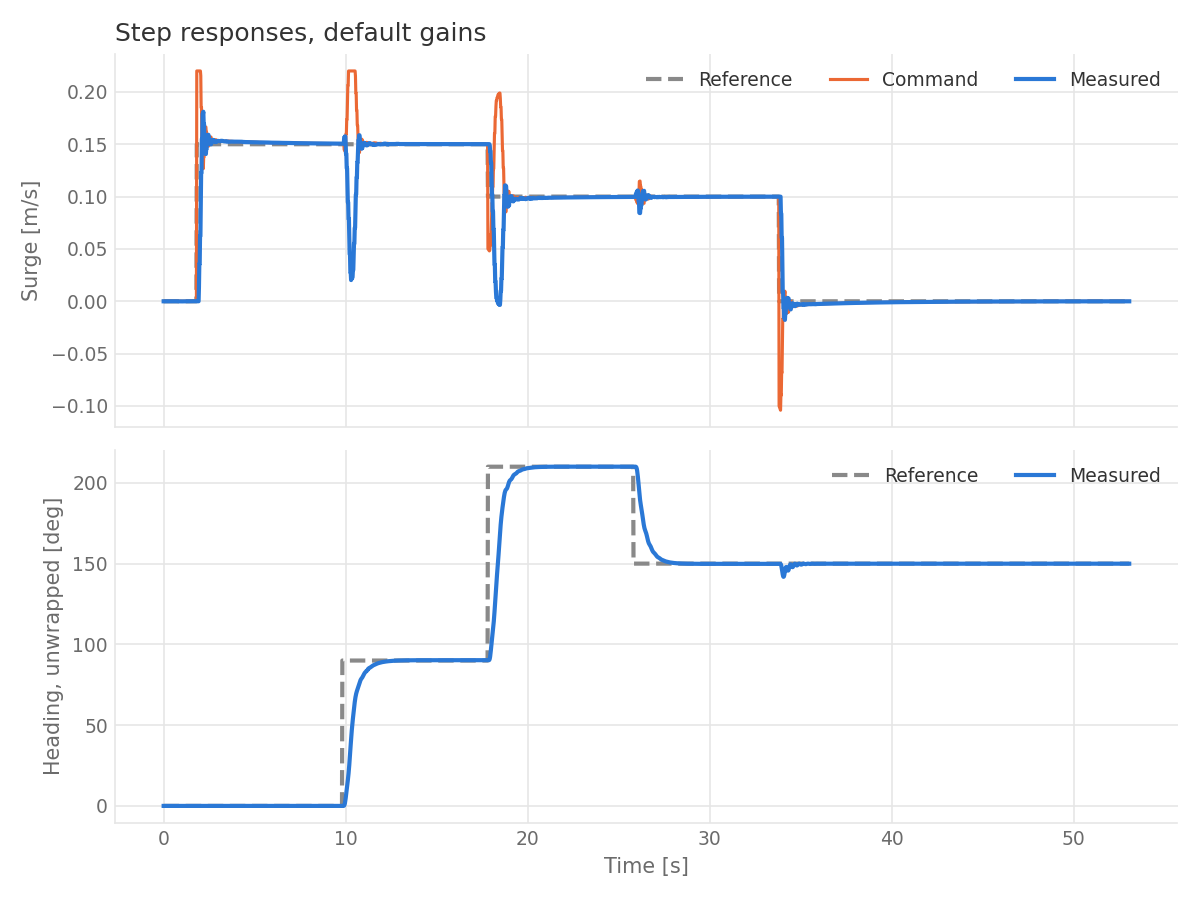 Step responses, default gains
Reference Command Measured
Surge [m/s]
0.20
0.15
0.10
0.05
0.00
−0.05
−0.10
Reference Measured
Heading, unwrapped [deg]
200
150
100
50
0
0 10 20 30 40 50
Time [s]